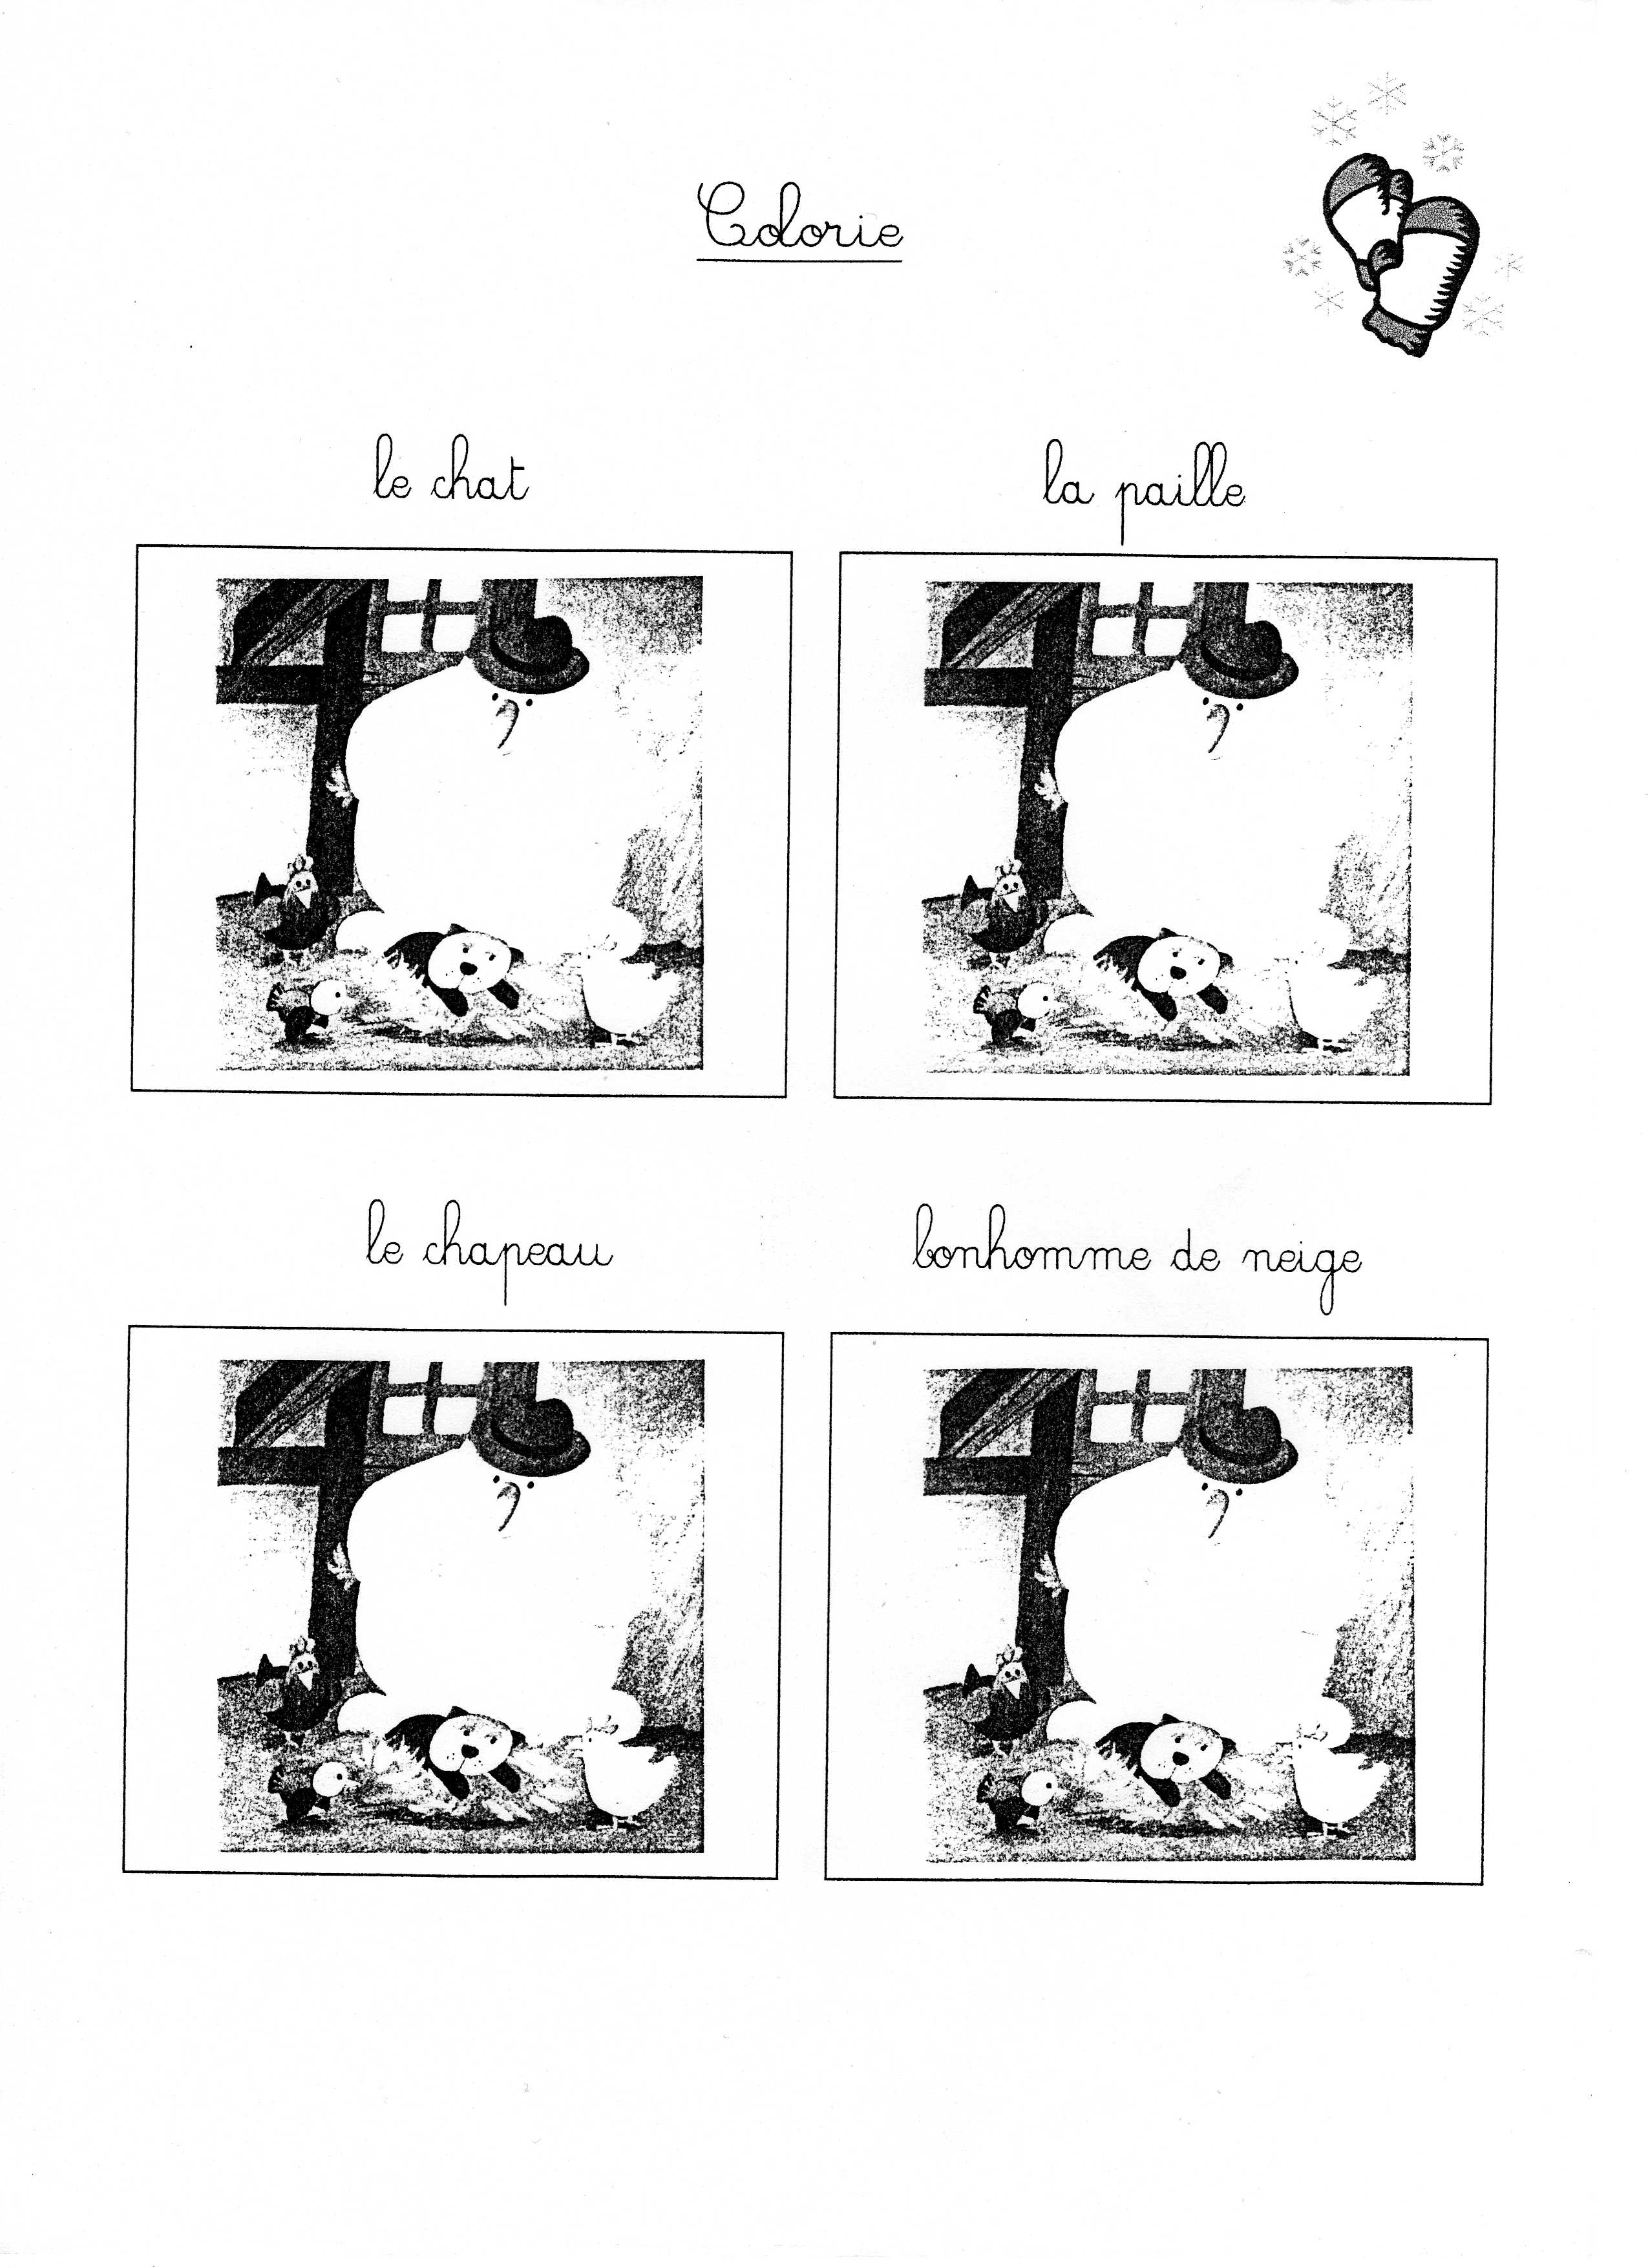 Colorie
le chat
la paille
le chapeau
bonhomme de neige